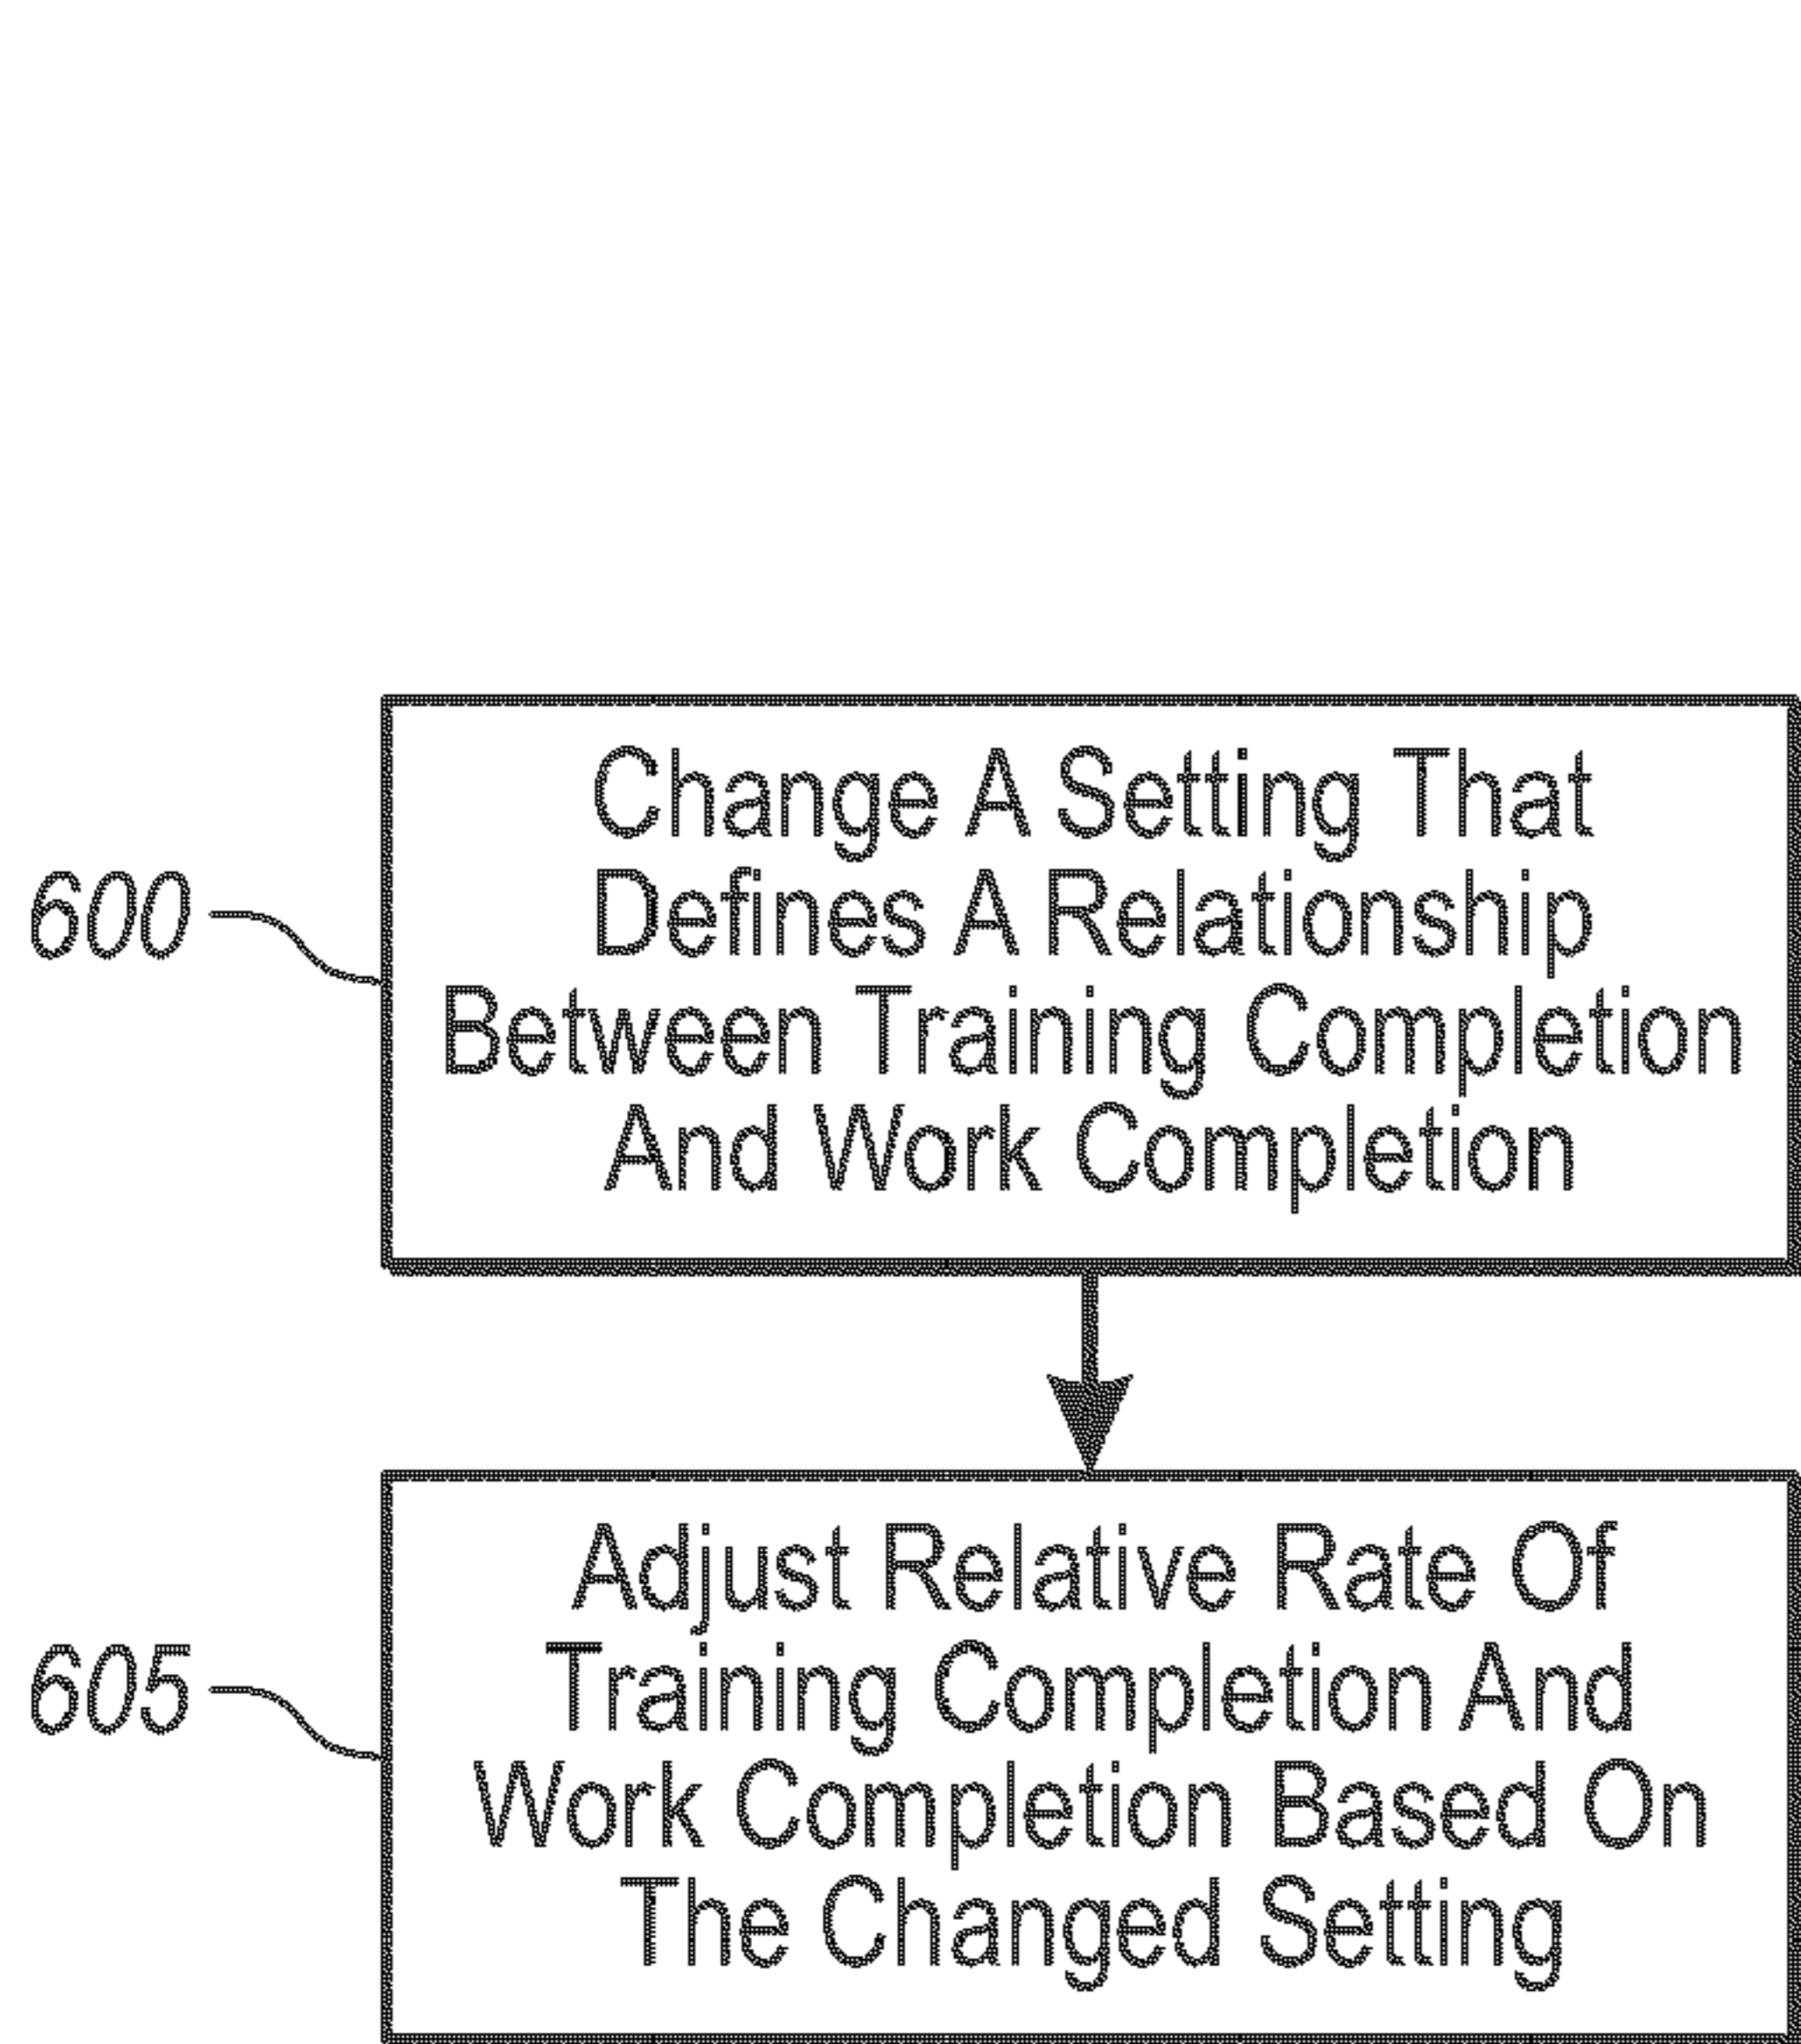 600
Change A Setting That
Defines A Relationship
Between Training Completion
And Work Completion
605
Adjust Relative Rate Of
Training Completion And
Work Completion Based On
The Changed Setting